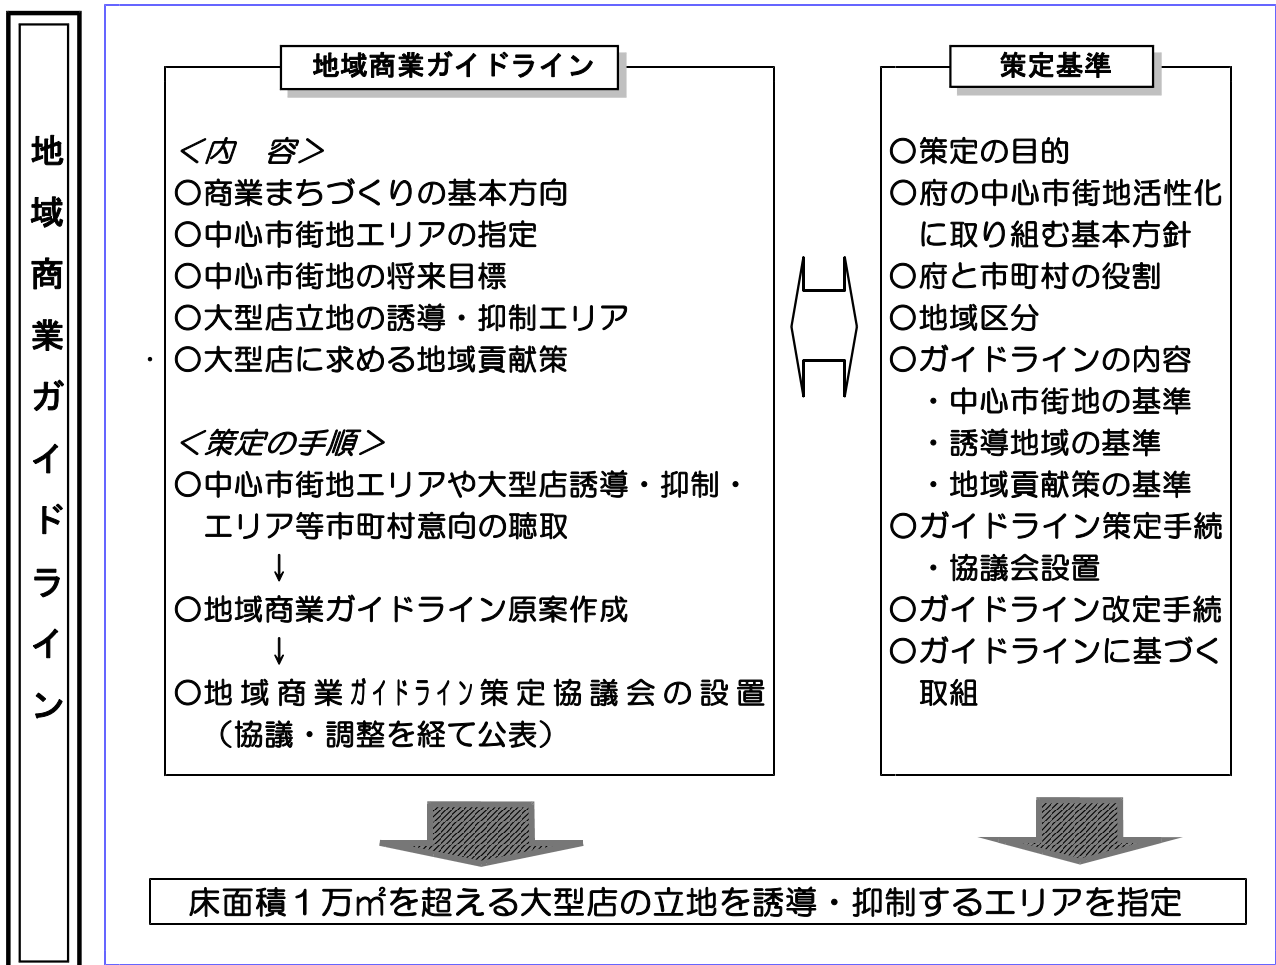 地域商業ガイドライン
地域商業ガイドライン
＜内　容＞
○商業まちづくりの基本方向
○中心市街地エリアの指定
○中心市街地の将来目標
○大型店立地の誘導・抑制エリア
・○大型店に求める地域貢献策
＜策定の手順＞
○中心市街地エリアや大型店誘導・抑制・
エリア等市町村意向の聴取
↓
○地域商業ガイドライン原案作成
↓
○地域商業ｶﾞｲﾄﾞﾗｲﾝ策定協議会の設置
（協議・調整を経て公表）
策定基準
○策定の目的
○府の中心市街地活性化
に取り組む基本方針
○府と市町村の役割
○地域区分
○ガイドラインの内容
・中心市街地の基準
・誘導地域の基準
・地域貢献策の基準
○ガイドライン策定手続
・協議会設置
○ガイドライン改定手続
○ガイドラインに基づく
取組
床面積１万㎡を超える大型店の立地を誘導・抑制するエリアを指定